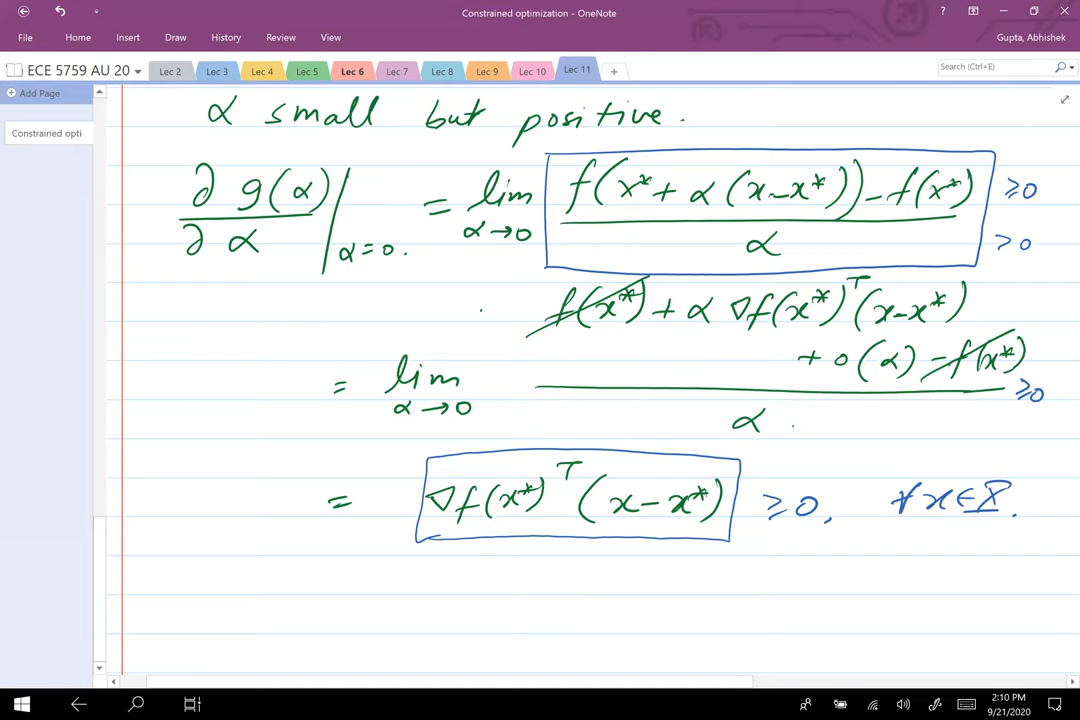 Constrained optimization - OneNote
File Home Insert Draw History Review View
Gupta, Abhishek
ECE 5759 AU 20
Lec 2 Lec 3 Lec 4 Lec 5 Lec 6 Lec 7 Lec 8 Lec 9 Lec 10 Lec 11
Search (Ctrl+E)
Add Page
Constrained opti
α small but positive.
∂ g(α) / ∂ α |α=0. = lim α→0 f(x* + α(x-x*)) - f(x*) / α ≥0 >0
= lim α→0 f(x*) + α ∇f(x*)ᵀ(x-x*)
+ o(α) - f(x*) / α ≥0
= ∇f(x*)ᵀ(x-x*) ≥0, ∀x∈X.
2:10 PM
9/21/2020